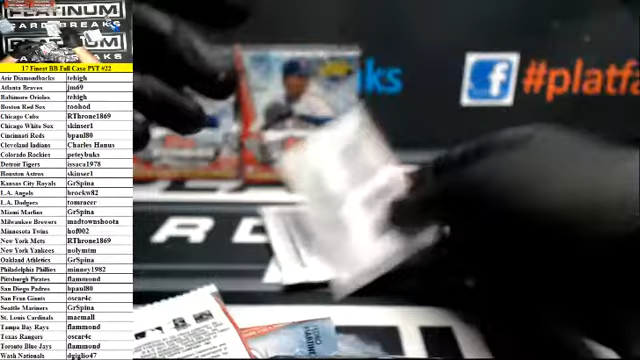 PLATINUM
CARD BREAKS
PLATINUM
17 Finest BB Full Case PYT #22
Ariz Diamondbacks tehigh
Atlanta Braves jm69
Baltimore Orioles tehigh
Boston Red Sox toohod
Chicago Cubs RThrone1869
Chicago White Sox skinser1
Cincinnati Reds bpaul80
Cleveland Indians Charles Hanus
Colorado Rockies peteybuks
Detroit Tigers issaca1978
Houston Astros skinser1
Kansas City Royals GrSpina
L.A. Angels brockw82
L.A. Dodgers tomracer
Miami Marlins GrSpina
Milwaukee Brewers madtownshoota
Minnesota Twins hof002
New York Mets RThrone1869
New York Yankees nolymtm
Oakland Athletics GrSpina
Philadelphia Phillies minney1982
Pittsburgh Pirates flammond
San Diego Padres bpaul80
San Fran Giants oscar4c
Seattle Mariners GrSpina
St. Louis Cardinals macmall
Tampa Bay Rays flammond
Texas Rangers oscar4c
Toronto Blue Jays flammond
Wash Nationals dgiglio47
f #platfa